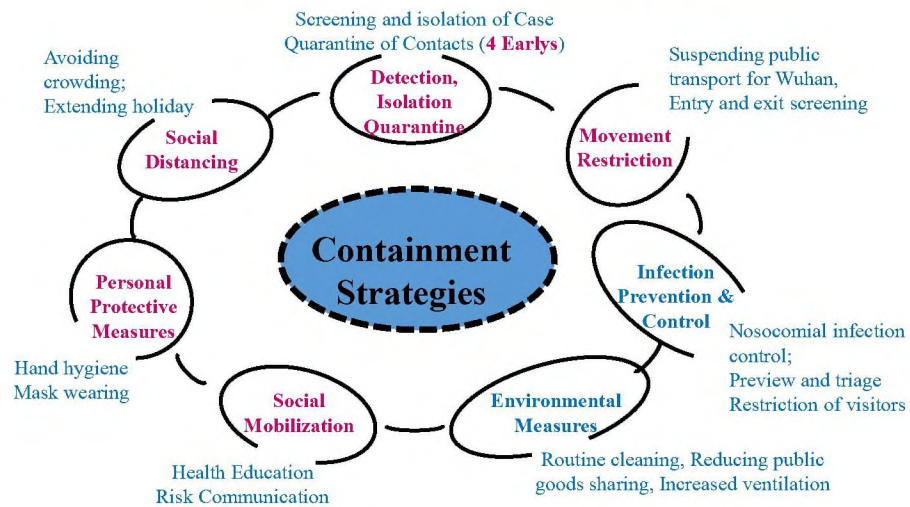 Screening and isolation of Case
Quarantine of Contacts (4 Earlys)
Detection,
Isolation
Quarantine
Suspending public
transport for Wuhan,
Entry and exit screening
Movement
Restriction
Infection
Prevention &
Control
Nosocomial infection
control;
Preview and triage
Restriction of visitors
Environmental
Measures
Routine cleaning, Reducing public
goods sharing, Increased ventilation
Social
Mobilization
Health Education
Risk Communication
Personal
Protective
Measures
Hand hygiene
Mask wearing
Avoiding
crowding;
Extending holiday
Social
Distancing
Containment
Strategies